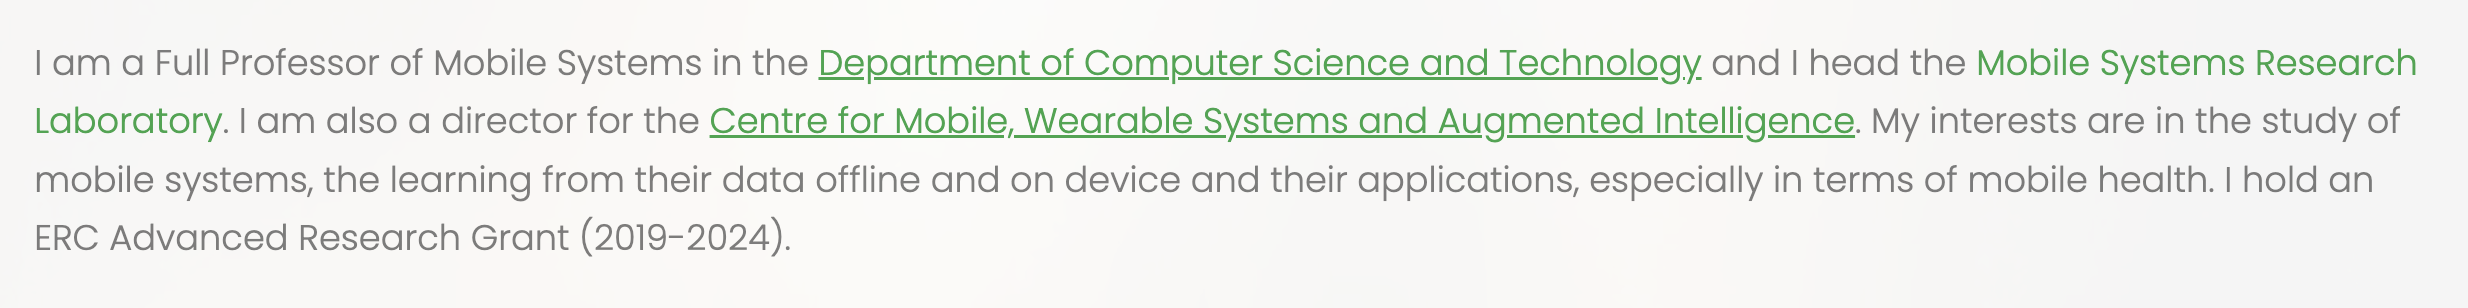 I am a Full Professor of Mobile Systems in the Department of Computer Science and Technology and I head the Mobile Systems Research
Laboratory. I am also a director for the Centre for Mobile, Wearable Systems and Augmented Intelligence. My interests are in the study of
mobile systems, the learning from their data offline and on device and their applications, especially in terms of mobile health. I hold an
ERC Advanced Research Grant (2019-2024).